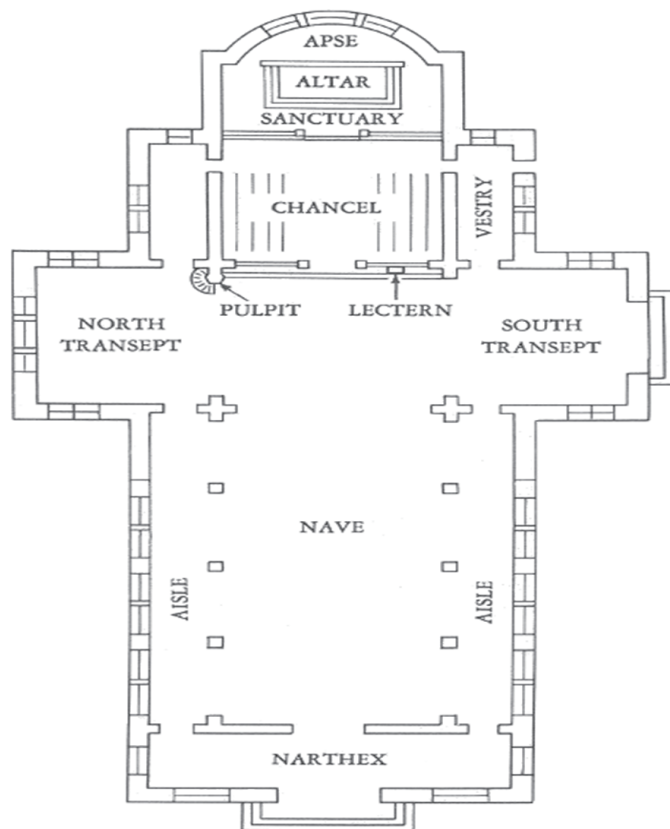 APSE
ALTAR
SANCTUARY
CHANCEL
VESTRY
PULPIT
LECTERN
NORTH
TRANSEPT
SOUTH
TRANSEPT
NAVE
AISLE
AISLE
NARTHEX